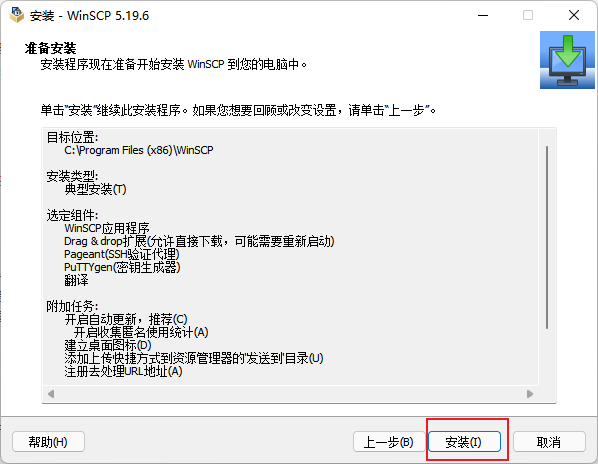 安装 - WinSCP 5.19.6
准备安装
安装程序现在准备开始安装 WinSCP 到您的电脑中。
单击“安装”继续此安装程序。如果您想要回顾或改变设置，请单击“上一步”。
目标位置:
C:\Program Files (x86)\WinSCP
安装类型:
典型安装(T)
选定组件:
WinSCP应用程序
Drag & drop扩展(允许直接下载，可能需要重新启动)
Pageant(SSH验证代理)
PuTTYgen(密钥生成器)
翻译
附加任务:
开启自动更新，推荐(C)
开启收集匿名使用统计(A)
建立桌面图标(D)
添加上传快捷方式到资源管理器的'发送到'目录(U)
注册去处理URL地址(A)
帮助(H)
上一步(B)
安装(I)
取消